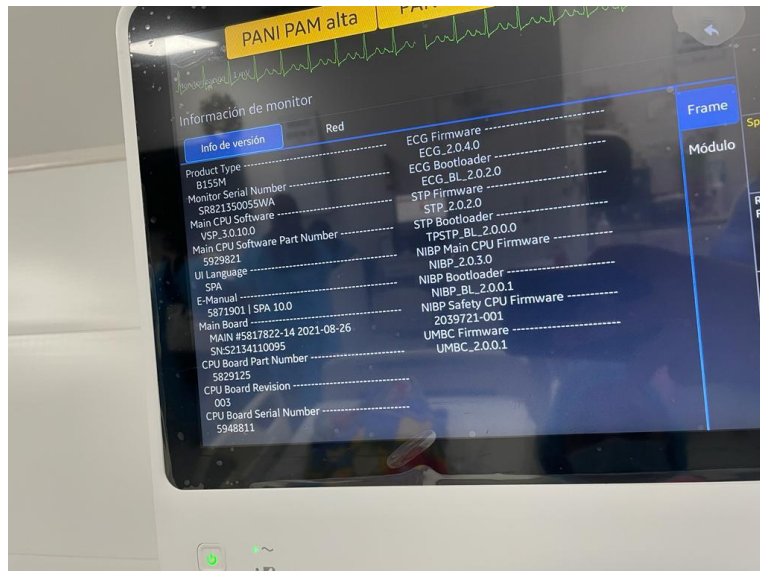 PANI PAM alta
Información de monitor
Info de versión
Red
Product Type
B155M
Monitor Serial Number
SR821350055WA
Main CPU Software
VSP_3.0.10.0
Main CPU Software Part Number
5929821
UI Language
SPA
E-Manual
5871901 | SPA 10.0
Main Board
MAIN #5817822-14 2021-08-26
SN:S2134110095
CPU Board Part Number
5829125
CPU Board Revision
003
CPU Board Serial Number
5948811
ECG Firmware
ECG_2.0.4.0
ECG Bootloader
ECG_BL_2.0.2.0
STP Firmware
STP_2.0.2.0
STP Bootloader
TPSTP_BL_2.0.0.0
NIBP Main CPU Firmware
NIBP_2.0.3.0
NIBP Bootloader
NIBP_BL_2.0.0.1
NIBP Safety CPU Firmware
2039721-001
UMBC Firmware
UMBC_2.0.0.1
Frame
Módulo